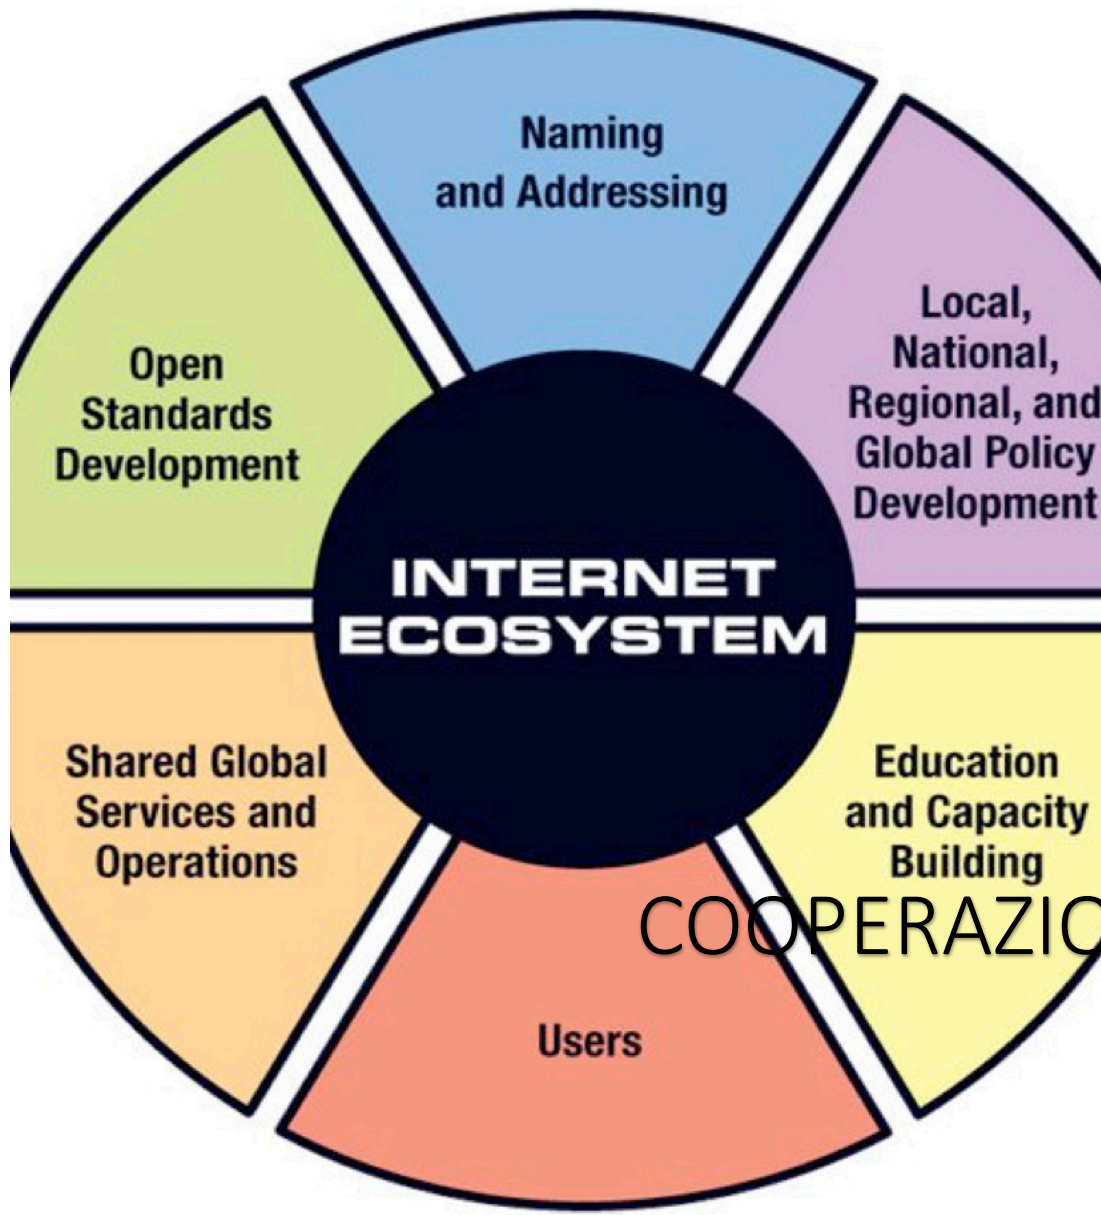 Naming
and Addressing
Local,
National,
Regional, and
Global Policy
Development
Open
Standards
Development
INTERNET
ECOSYSTEM
Shared Global
Services and
Operations
Education
and Capacity
Building
COOPERAZIO
Users